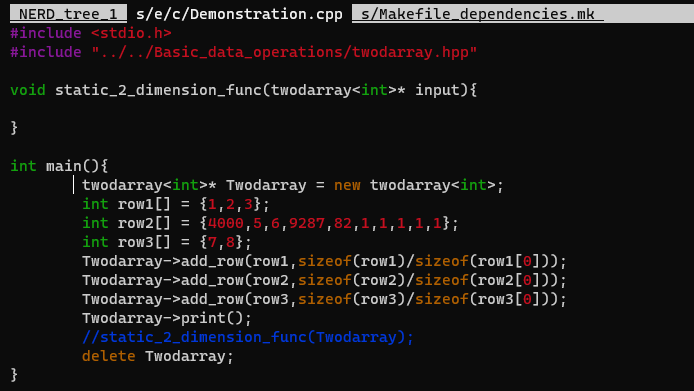 NERD_tree_1  s/e/c/Demonstration.cpp  s/Makefile_dependencies.mk
#include <stdio.h>
#include "../../Basic_data_operations/twodarray.hpp"
void static_2_dimension_func(twodarray<int>* input){
}
int main(){
twodarray<int>* Twodarray = new twodarray<int>;
int row1[] = {1,2,3};
int row2[] = {4000,5,6,9287,82,1,1,1,1,1};
int row3[] = {7,8};
Twodarray->add_row(row1,sizeof(row1)/sizeof(row1[0]));
Twodarray->add_row(row2,sizeof(row2)/sizeof(row2[0]));
Twodarray->add_row(row3,sizeof(row3)/sizeof(row3[0]));
Twodarray->print();
//static_2_dimension_func(Twodarray);
delete Twodarray;
}